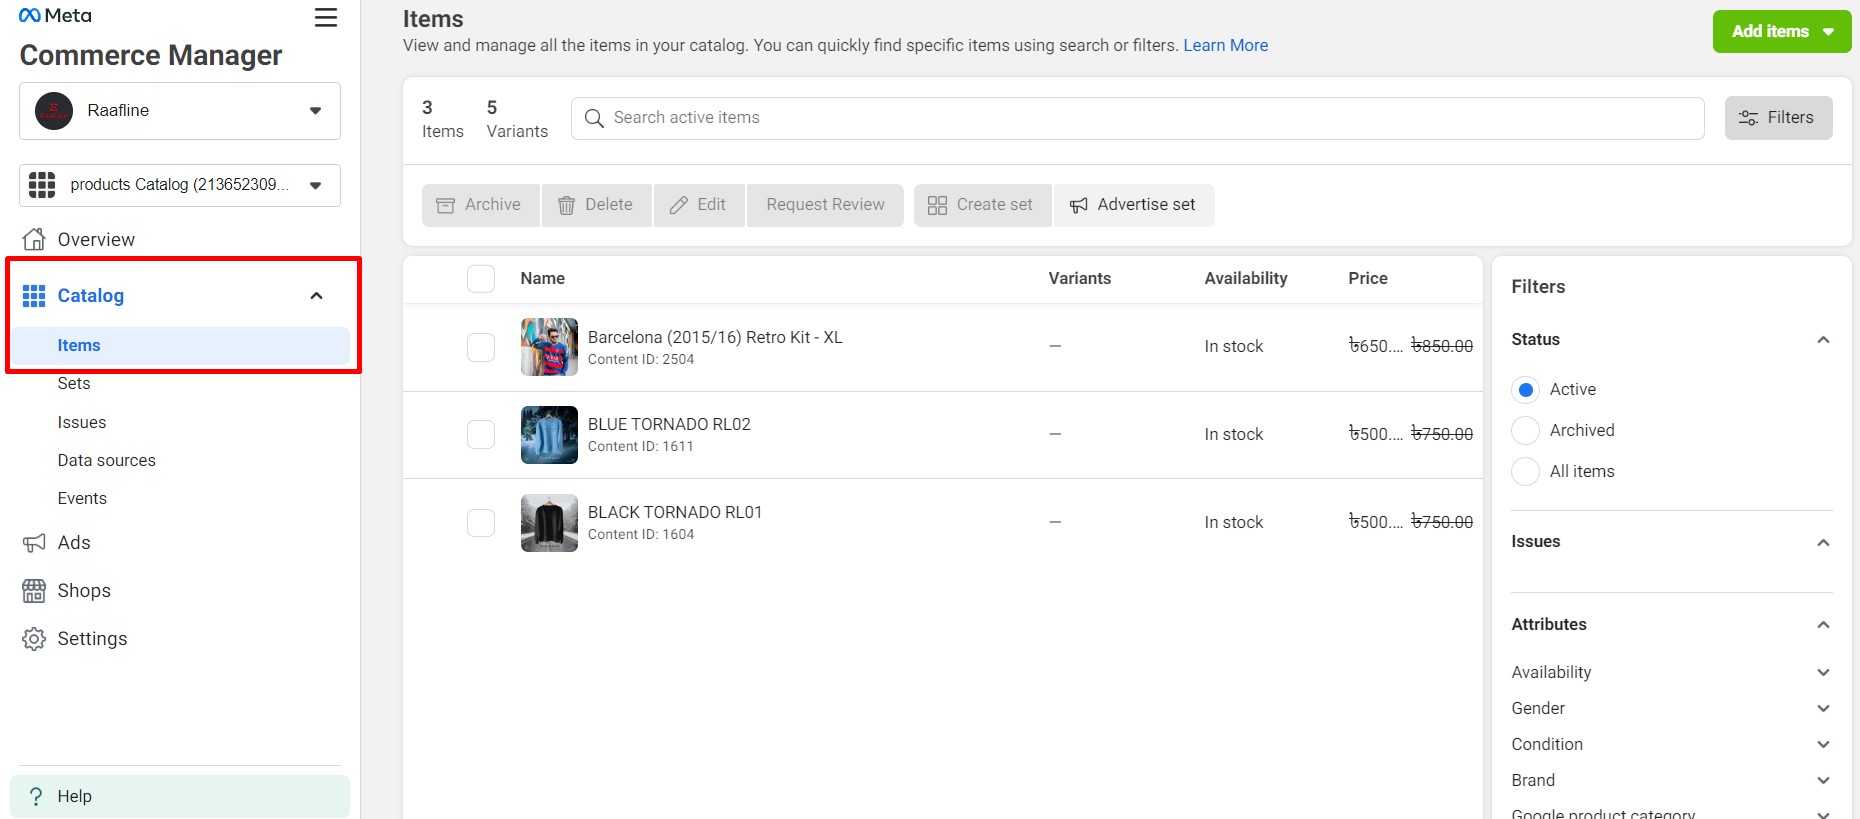 Meta
Commerce Manager
Raafline
products Catalog (213652309...
Overview
Catalog
Items
Sets
Issues
Data sources
Events
Ads
Shops
Settings
? Help
Items
View and manage all the items in your catalog. You can quickly find specific items using search or filters. Learn More
Add items
3 Items
5 Variants
Search active items
Filters
Archive
Delete
Edit
Request Review
Create set
Advertise set
Name Variants Availability Price
Barcelona (2015/16) Retro Kit - XL
Content ID: 2504
– In stock ৳650.... ৳850.00
BLUE TORNADO RL02
Content ID: 1611
– In stock ৳500.... ৳750.00
BLACK TORNADO RL01
Content ID: 1604
– In stock ৳500.... ৳750.00
Filters
Status
Active
Archived
All items
Issues
Attributes
Availability
Gender
Condition
Brand
Google product category